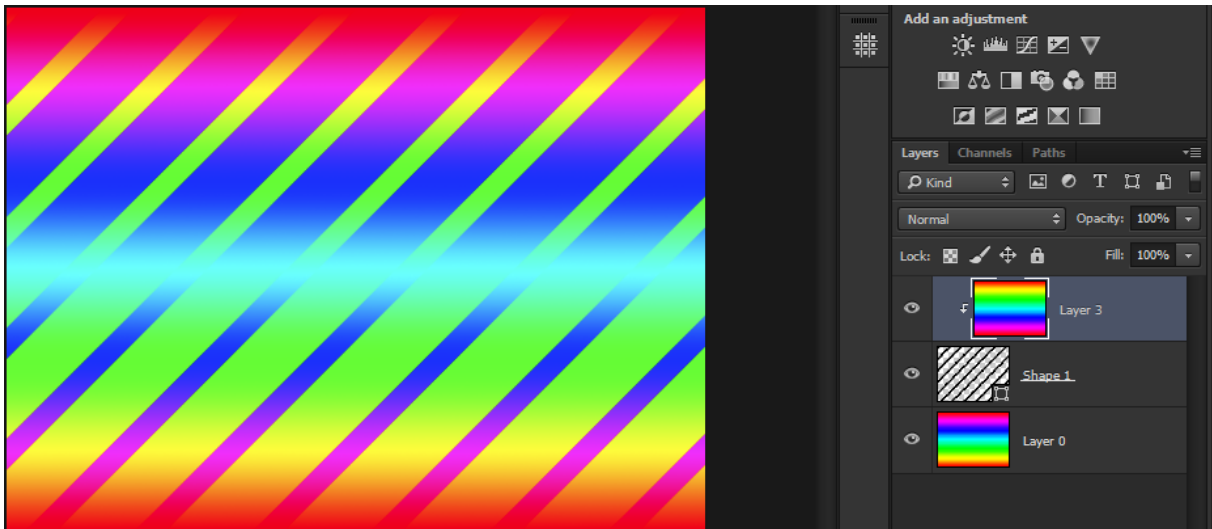 Add an adjustment
Layers Channels Paths
Kind T
Normal Opacity: 100%
Lock: Fill: 100%
Layer 3
Shape 1
Layer 0